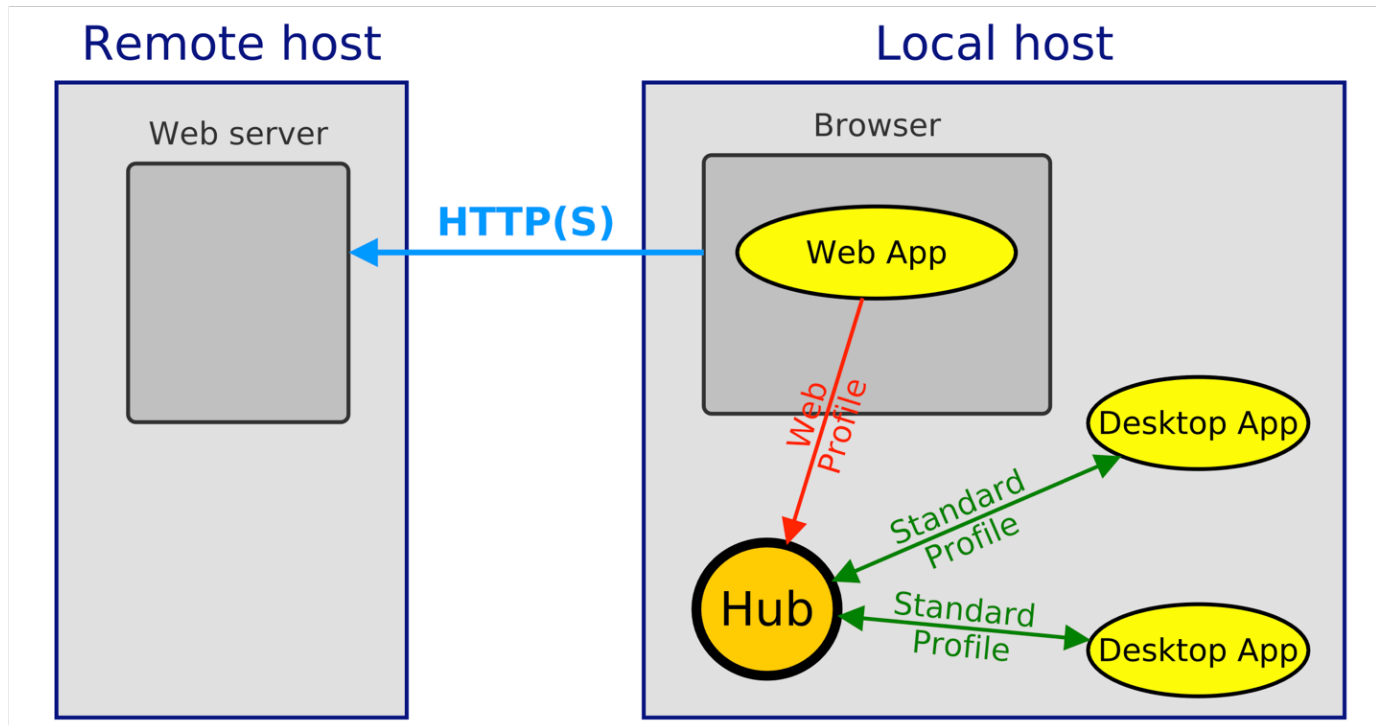 Remote host
Local host
Web server
Browser
HTTP(S)
Web App
Web
Profile
Desktop App
Standard
Profile
Hub
Standard
Profile
Desktop App